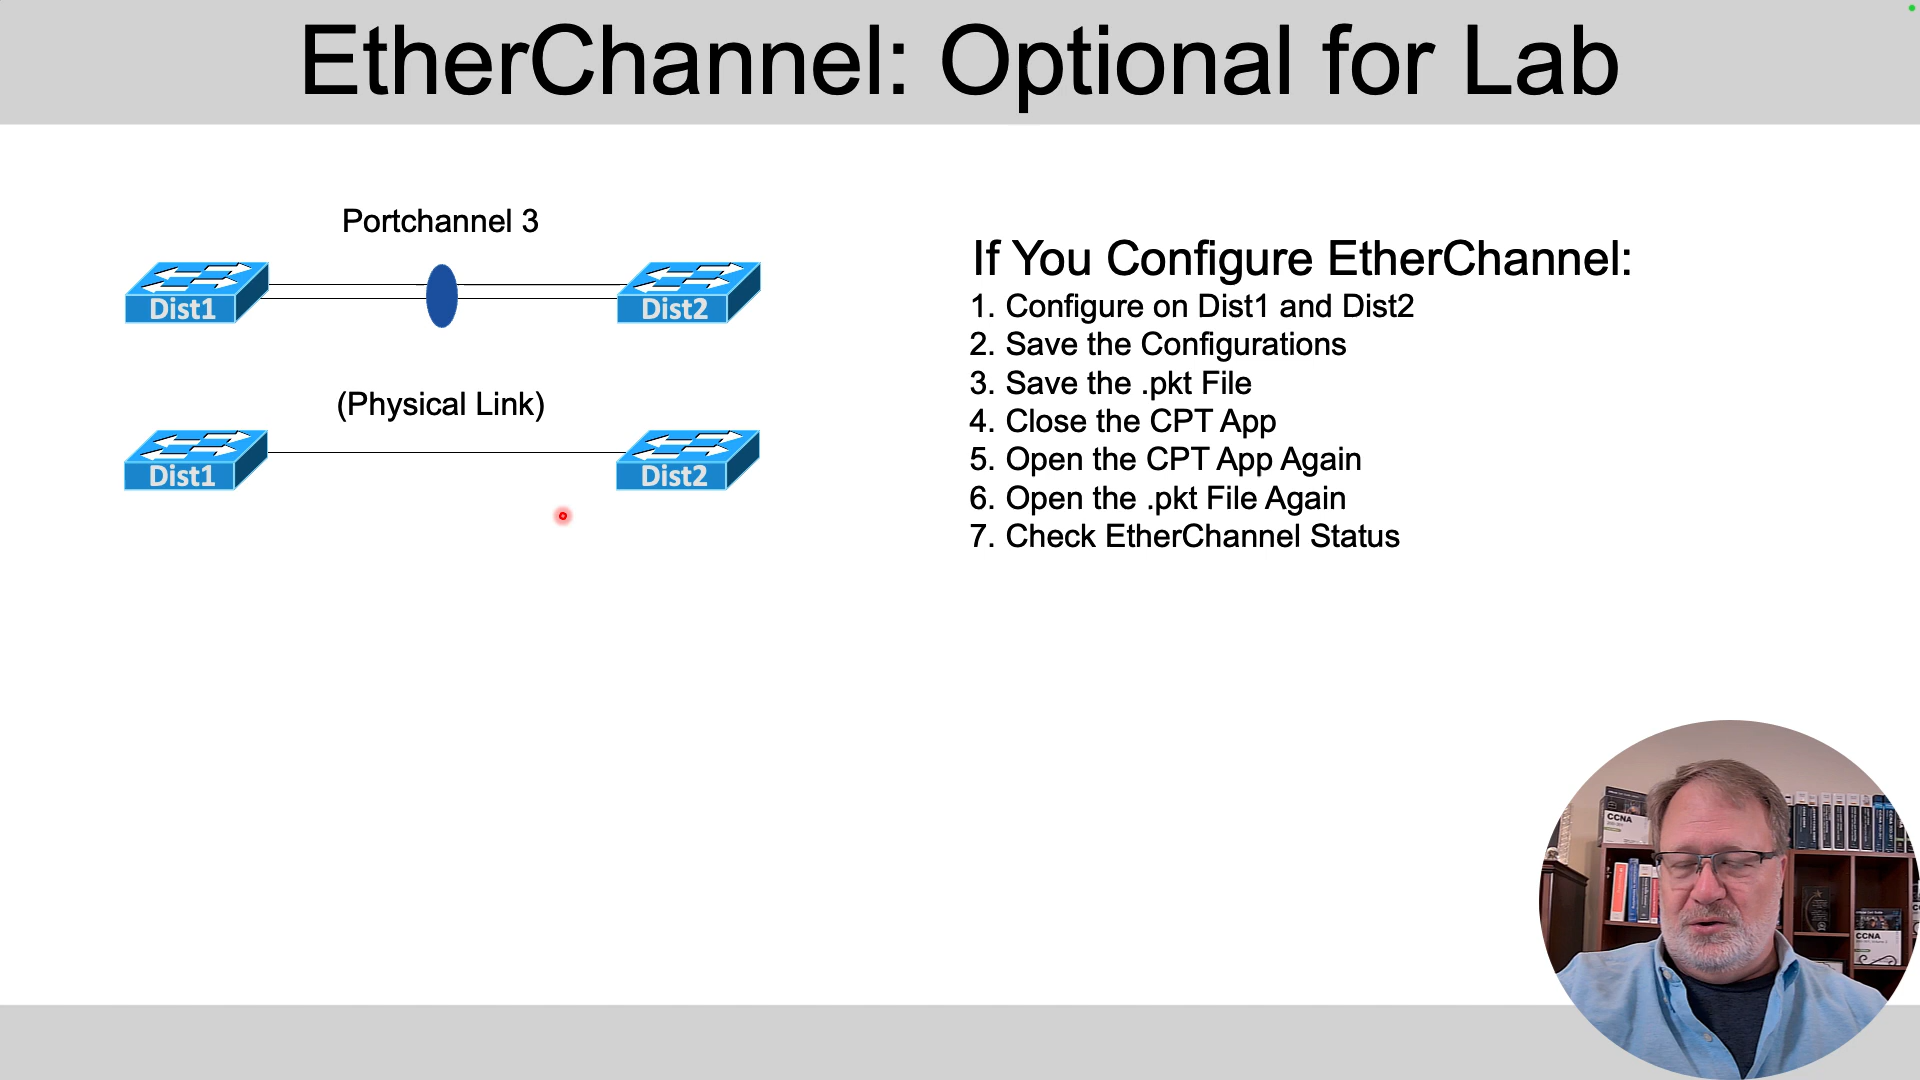 EtherChannel: Optional for Lab
Portchannel 3
Dist1
Dist2
(Physical Link)
Dist1
Dist2
If You Configure EtherChannel:
1. Configure on Dist1 and Dist2
2. Save the Configurations
3. Save the .pkt File
4. Close the CPT App
5. Open the CPT App Again
6. Open the .pkt File Again
7. Check EtherChannel Status
CCNA
CCNA